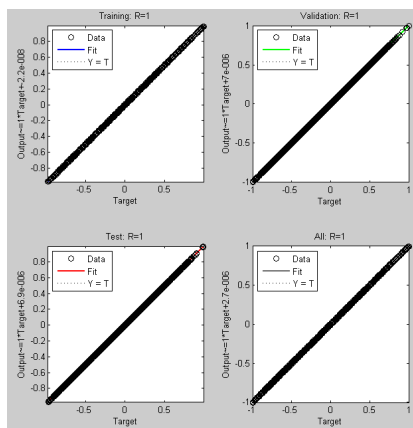 Training: R=1
Output~=1*Target+-2.2e-008
0.8
0.6
0.4
0.2
0
-0.2
-0.4
-0.6
-0.8
Data
Fit
Y = T
-0.5
0
0.5
Target
Validation: R=1
Output~=1*Target+7e-006
1
0.5
0
-0.5
-1
Data
Fit
Y = T
-1
-0.5
0
0.5
1
Target
Test: R=1
Output~=1*Target+6.9e-006
0.8
0.6
0.4
0.2
0
-0.2
-0.4
-0.6
-0.8
Data
Fit
Y = T
-0.5
0
0.5
Target
All: R=1
Output~=1*Target+2.7e-006
1
0.5
0
-0.5
-1
Data
Fit
Y = T
-1
-0.5
0
0.5
1
Target